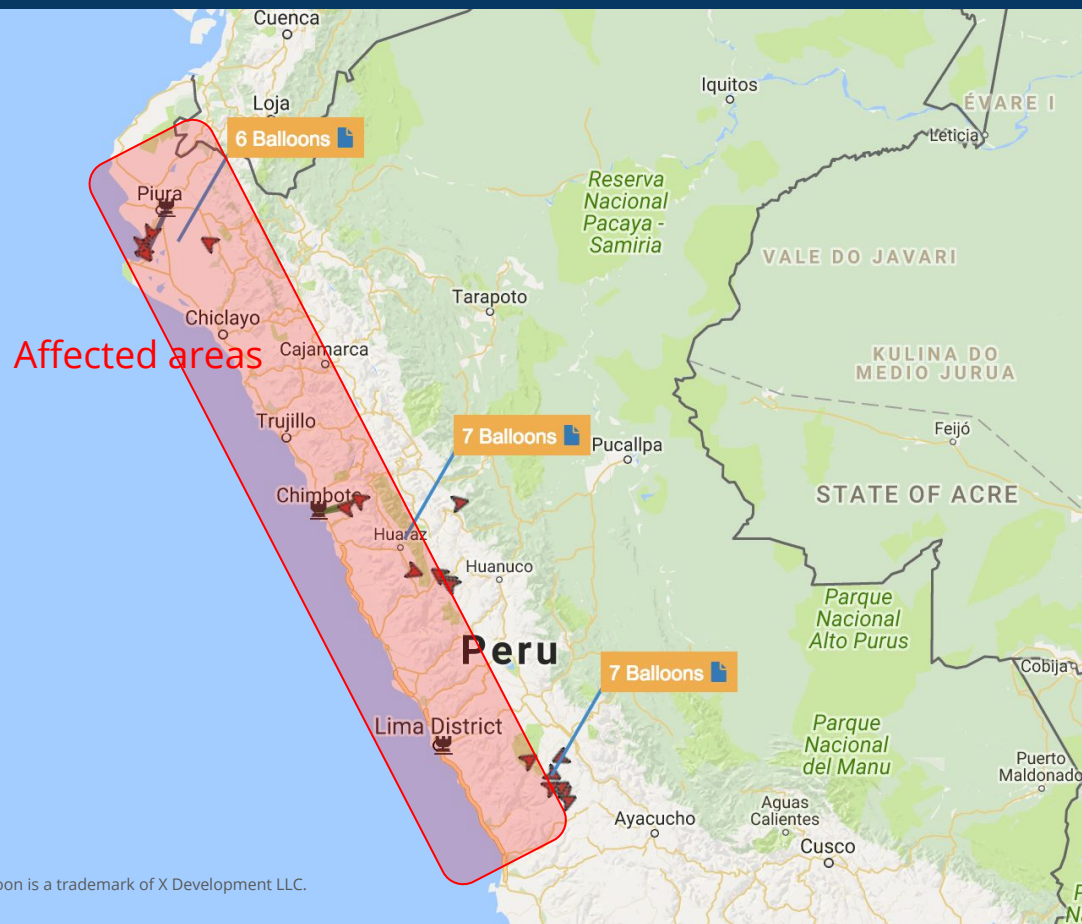 Cuenca
Iquitos
Loja
ÉVARE I
Leticia
6 Balloons
Piura
Reserva
Nacional
Pacaya -
Samiria
VALE DO JAVARI
Tarapoto
Chiclayo
Affected areas
Cajamarca
KULINA DO
MEDIO JURUA
Trujillo
7 Balloons
Pucallpa
Feijó
Chimbote
STATE OF ACRE
Huaraz
Huanuco
Parque
Nacional
Alto Purus
Peru
Cobija
7 Balloons
Lima District
Parque
Nacional
del Manu
Puerto
Maldonado
Aguas
Calientes
Ayacucho
Cusco
oon is a trademark of X Development LLC.